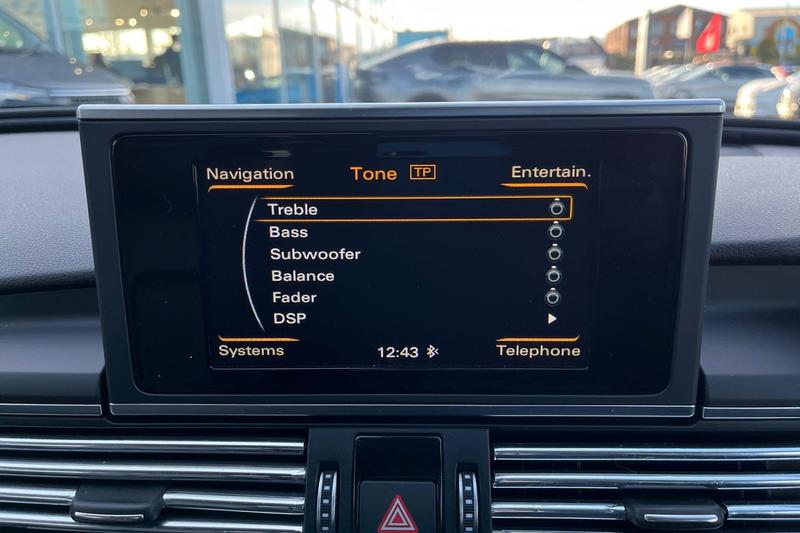 Navigation Tone TP Entertain.
Treble
Bass
Subwoofer
Balance
Fader
DSP
Systems 12:43 Telephone